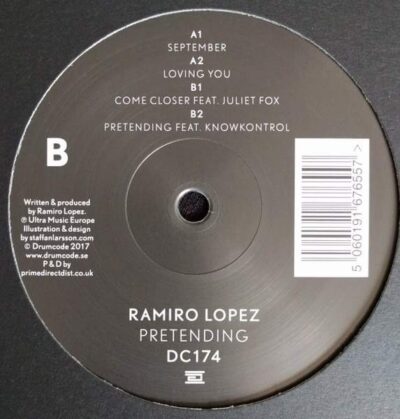 A1
SEPTEMBER
A2
LOVING YOU
B1
COME CLOSER FEAT. JULIET FOX
B2
PRETENDING FEAT. KNOWKONTROL
B
Written & produced
by Ramiro Lopez.
℗ Ultra Music Europe
Illustration & design
by staffanlarsson.com
© Drumcode 2017
www.drumcode.se
P & D by
primedirectdist.co.uk
5 060191 676557 >
RAMIRO LOPEZ
PRETENDING
DC174